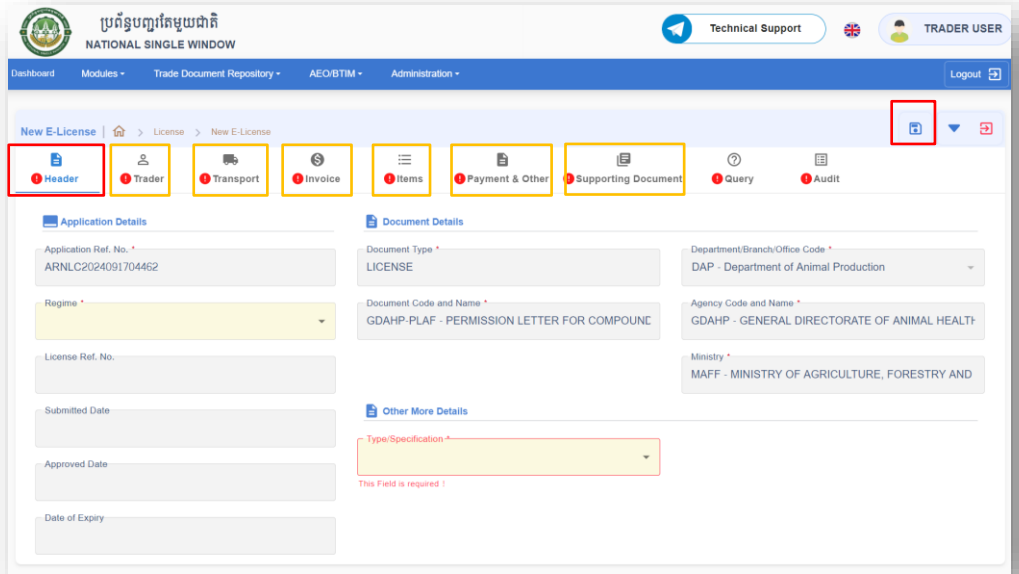 ប្រព័ន្ធបញ្ជរតែមួយជាតិ
NATIONAL SINGLE WINDOW
Technical Support
TRADER USER
Dashboard Modules Trade Document Repository AEO/BTIM Administration Logout
New E-License | > License > New E-License
Header Trader Transport Invoice Items Payment & Other Supporting Document Query Audit
Application Details Document Details
Application Ref. No. * Document Type * Department/Branch/Office Code *
ARNLC2024091704462 LICENSE DAP - Department of Animal Production
Regime * Document Code and Name * Agency Code and Name *
GDAHP-PLAF - PERMISSION LETTER FOR COMPOUND GDAHP - GENERAL DIRECTORATE OF ANIMAL HEALTH
License Ref. No. Ministry *
MAFF - MINISTRY OF AGRICULTURE, FORESTRY AND
Submitted Date Other More Details
Type/Specification *
Approved Date
This Field is required !
Date of Expiry